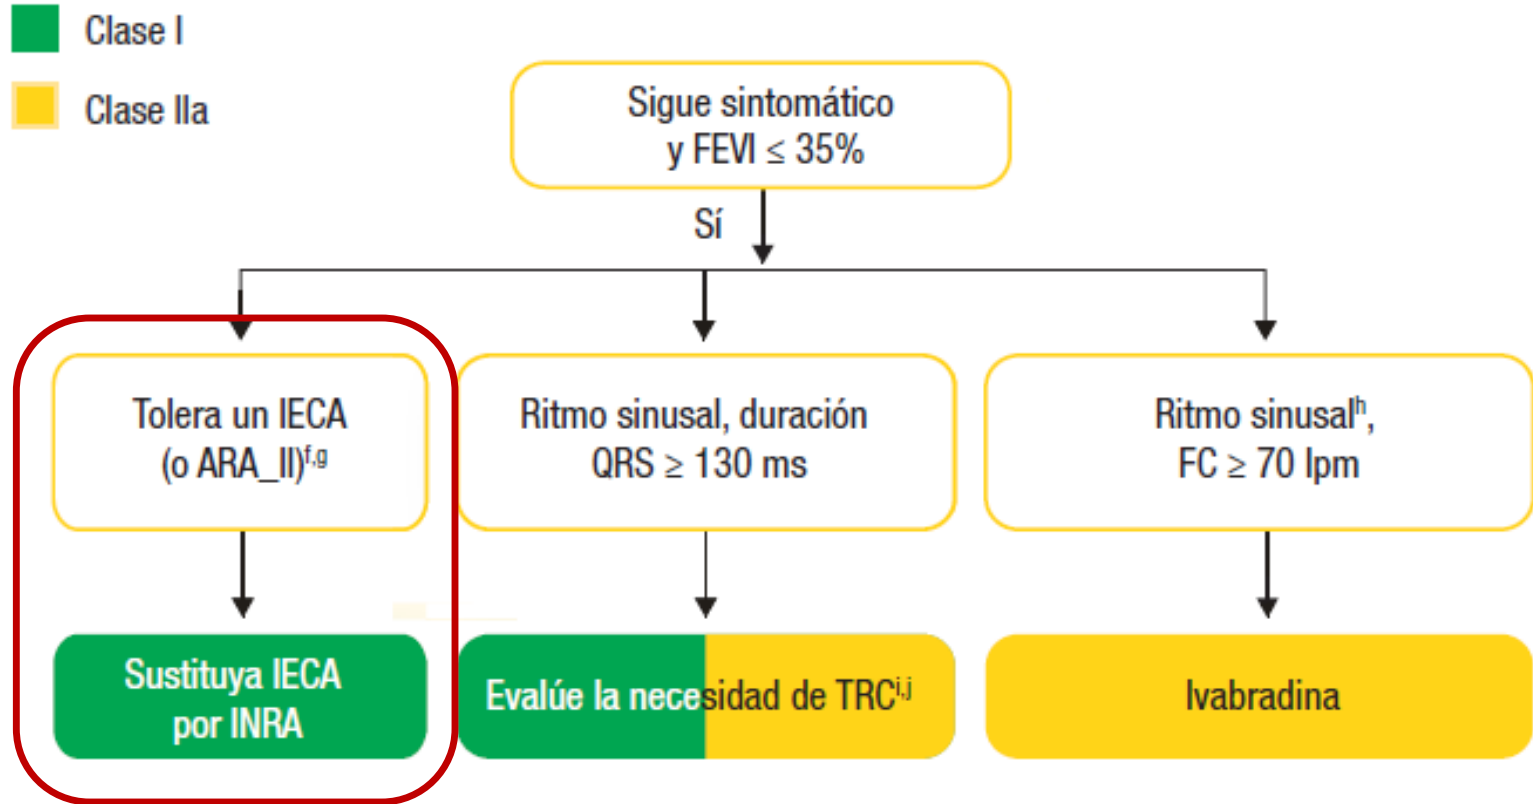 Clase I
Clase IIa
Sigue sintomático
y FEVI ≤ 35%
Sí
Tolera un IECA
(o ARA_II)f,g
Ritmo sinusal, duración
QRS ≥ 130 ms
Ritmo sinusalh,
FC ≥ 70 lpm
Sustituya IECA
por INRA
Evalúe la necesidad de TRCi,j
Ivabradina